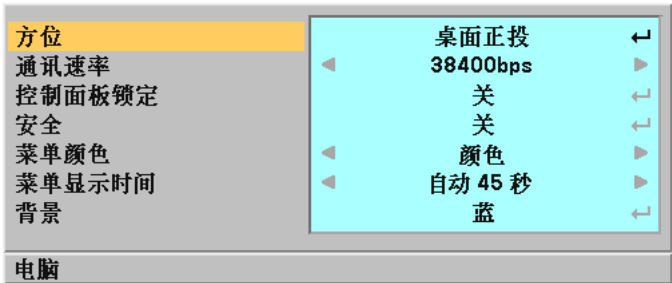 方位 桌面正投
通讯速率 38400bps
控制面板锁定 关
安全 关
菜单颜色 颜色
菜单显示时间 自动 45 秒
背景 蓝
电脑